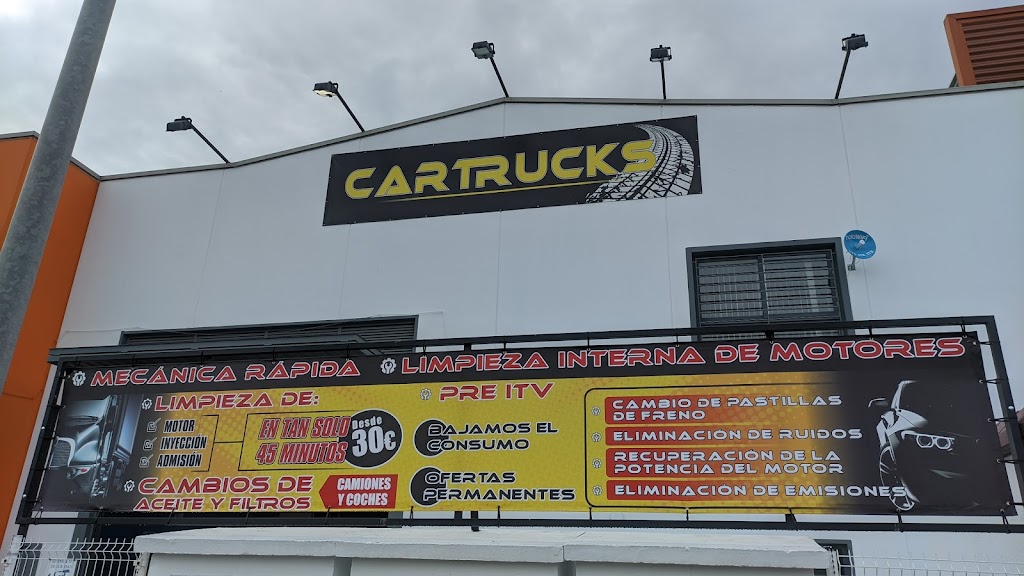 CARTRUCKS
MECÁNICA RÁPIDA
LIMPIEZA INTERNA DE MOTORES
LIMPIEZA DE:
MOTOR
INYECCIÓN
ADMISIÓN
EN TAN SOLO
45 MINUTOS
Desde
30€
CAMBIOS DE
ACEITE Y FILTROS
CAMIONES
Y COCHES
PRE ITV
BAJAMOS EL
CONSUMO
OFERTAS
PERMANENTES
CAMBIO DE PASTILLAS
DE FRENO
ELIMINACIÓN DE RUIDOS
RECUPERACIÓN DE LA
POTENCIA DEL MOTOR
ELIMINACIÓN DE EMISIONES